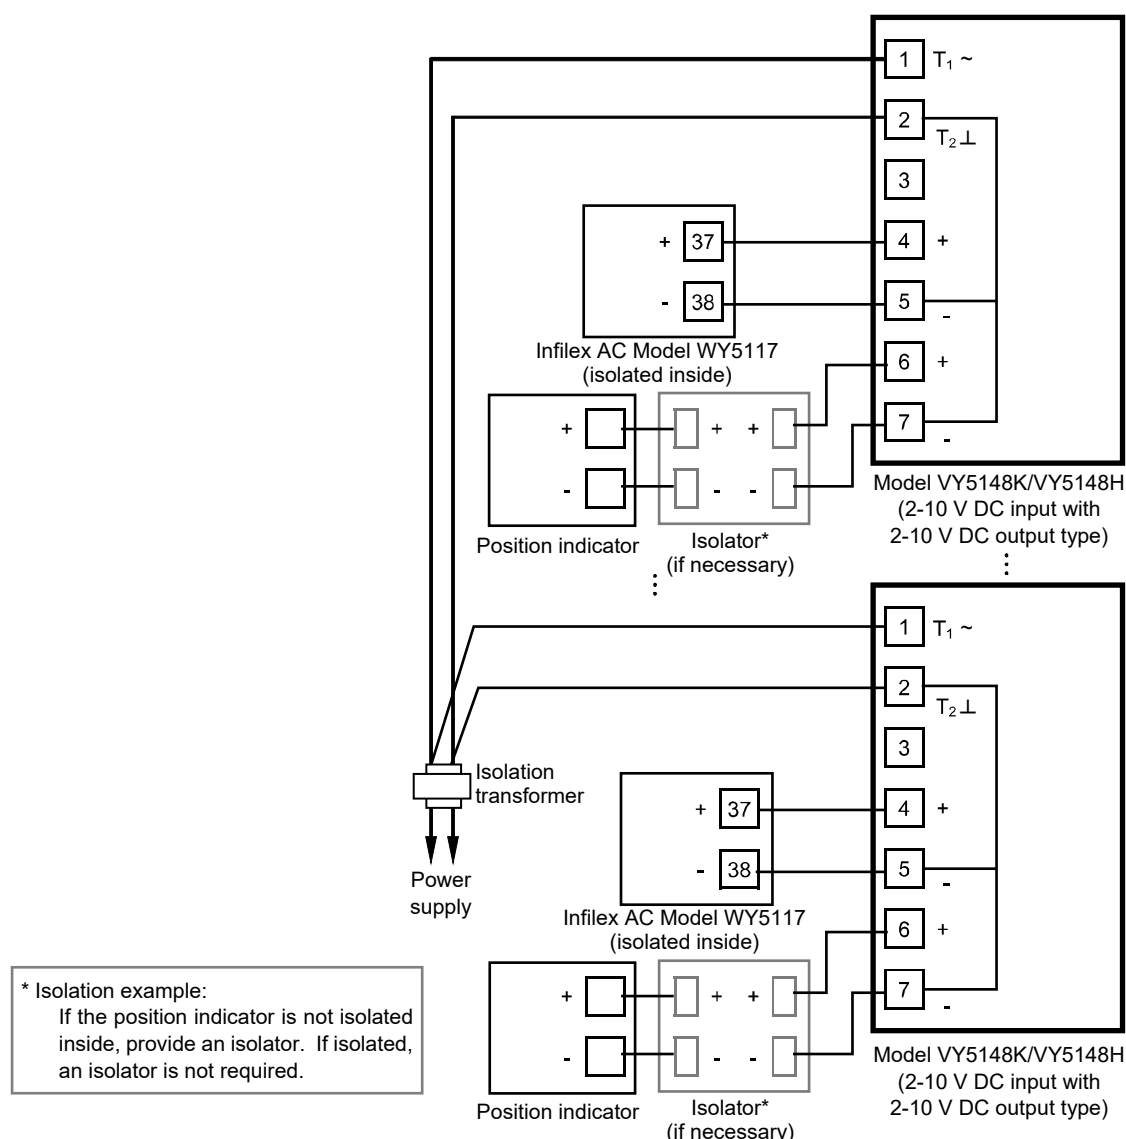 1 T₁ ~
2
T₂⊥
3
+ 37 4 +
- 38 5 -
Infilex AC Model WY5117
(isolated inside)
6 +
+ + +
7 -
- - -
Model VY5148K/VY5148H
(2-10 V DC input with
2-10 V DC output type)
Position indicator
Isolator*
(if necessary)
⋮ ⋮
1 T₁ ~
2
T₂⊥
3
Isolation
transformer
+ 37 4 +
- 38 5 -
Power
supply
Infilex AC Model WY5117
(isolated inside)
6 +
+ + +
7 -
- - -
* Isolation example:
If the position indicator is not isolated
inside, provide an isolator. If isolated,
an isolator is not required.
Model VY5148K/VY5148H
(2-10 V DC input with
2-10 V DC output type)
Position indicator
Isolator*
(if necessary)